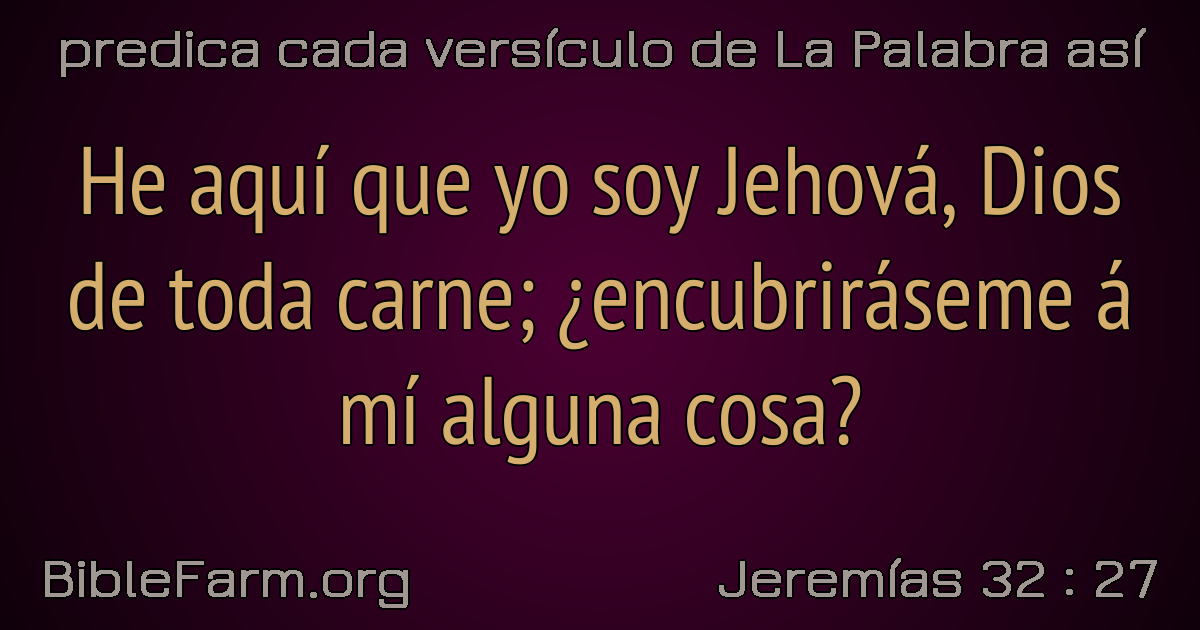 predica cada versículo de La Palabra así
He aquí que yo soy Jehová, Dios
de toda carne; ¿encubriráseme á
mí alguna cosa?
BibleFarm.org
Jeremías 32 : 27